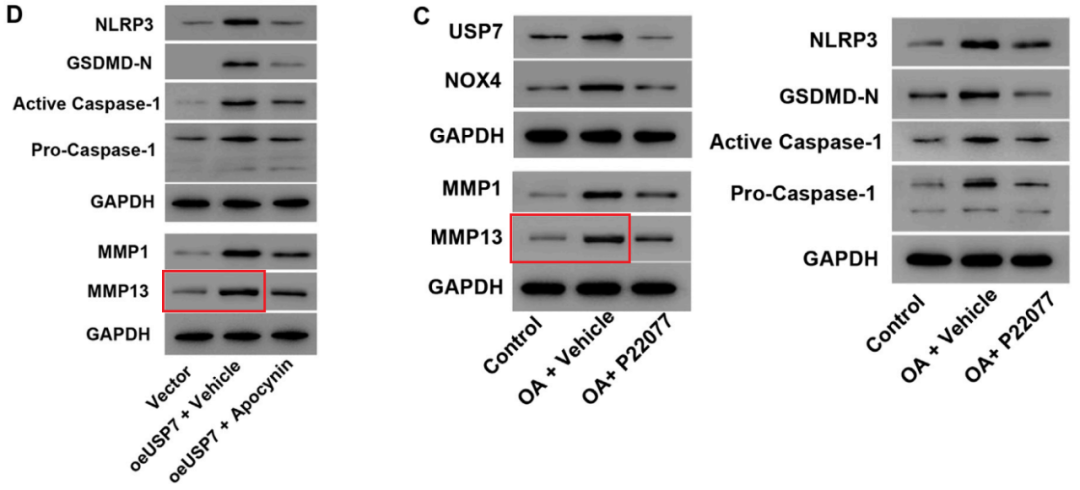 D
NLRP3
GSDMD-N
Active Caspase-1
Pro-Caspase-1
GAPDH
MMP1
MMP13
GAPDH
Vector
oeUSP7 + Vehicle
oeUSP7 + Apocynin
C
USP7
NOX4
GAPDH
MMP1
MMP13
GAPDH
Control
OA + Vehicle
OA+ P22077
NLRP3
GSDMD-N
Active Caspase-1
Pro-Caspase-1
GAPDH
Control
OA + Vehicle
OA+ P22077